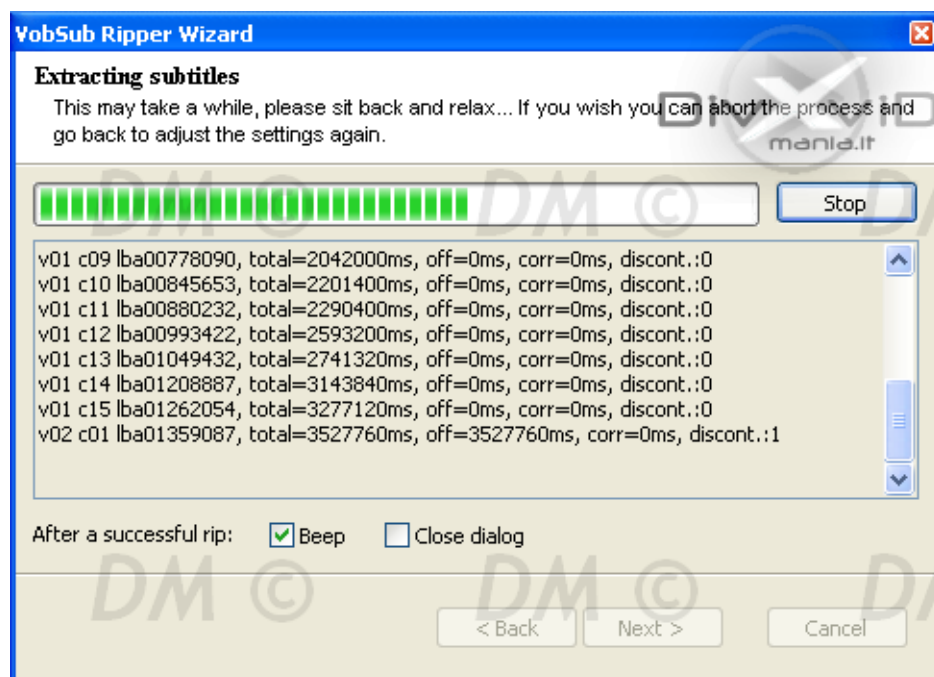 VobSub Ripper Wizard
Extracting subtitles
This may take a while, please sit back and relax... If you wish you can abort the process and
go back to adjust the settings again.
mania.it
DM © DM ©
Stop
v01 c09 lba00778090, total=2042000ms, off=0ms, corr=0ms, discont.:0
v01 c10 lba00845653, total=2201400ms, off=0ms, corr=0ms, discont.:0
v01 c11 lba00880232, total=2290400ms, off=0ms, corr=0ms, discont.:0
v01 c12 lba00993422, total=2593200ms, off=0ms, corr=0ms, discont.:0
v01 c13 lba01049432, total=2741320ms, off=0ms, corr=0ms, discont.:0
v01 c14 lba01208887, total=3143840ms, off=0ms, corr=0ms, discont.:0
v01 c15 lba01262054, total=3277120ms, off=0ms, corr=0ms, discont.:0
v02 c01 lba01359087, total=3527760ms, off=3527760ms, corr=0ms, discont.:1
After a successful rip: Beep Close dialog
DM © DM ©
< Back Next > Cancel